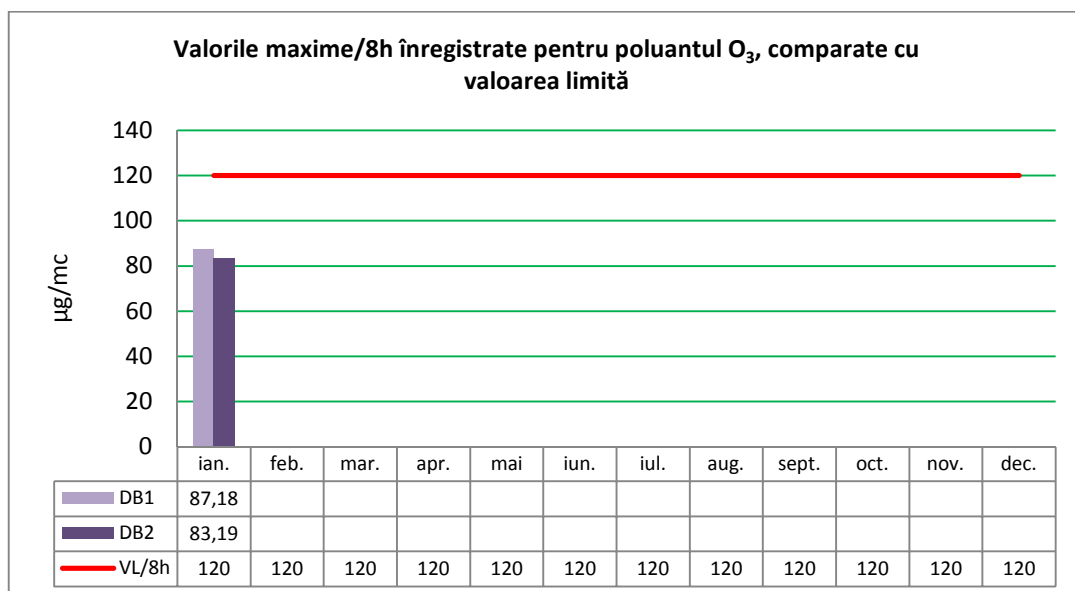 Valorile maxime/8h înregistrate pentru poluantul O₃, comparate cu
valoarea limită
µg/mc
140
120
100
80
60
40
20
0
ian. feb. mar. apr. mai iun. iul. aug. sept. oct. nov. dec.
DB1 87,18
DB2 83,19
VL/8h 120 120 120 120 120 120 120 120 120 120 120 120